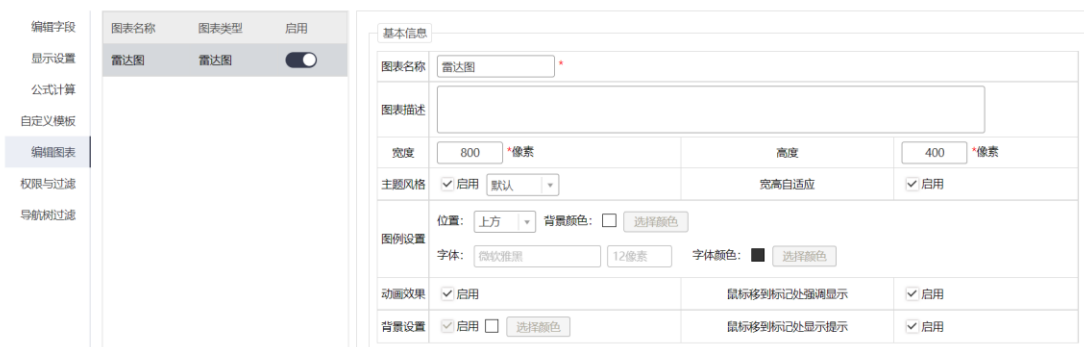 编辑字段
显示设置
公式计算
自定义模板
编辑图表
权限与过滤
导航树过滤
图表名称 图表类型 启用
雷达图 雷达图
基本信息
图表名称 雷达图 *
图表描述
宽度 800 *像素 高度 400 *像素
主题风格 启用 默认 宽高自适应 启用
图例设置
位置： 上方 背景颜色： 选择颜色
字体： 微软雅黑 12像素 字体颜色： 选择颜色
动画效果 启用 鼠标移到标记处强调显示 启用
背景设置 启用 选择颜色 鼠标移到标记处显示提示 启用